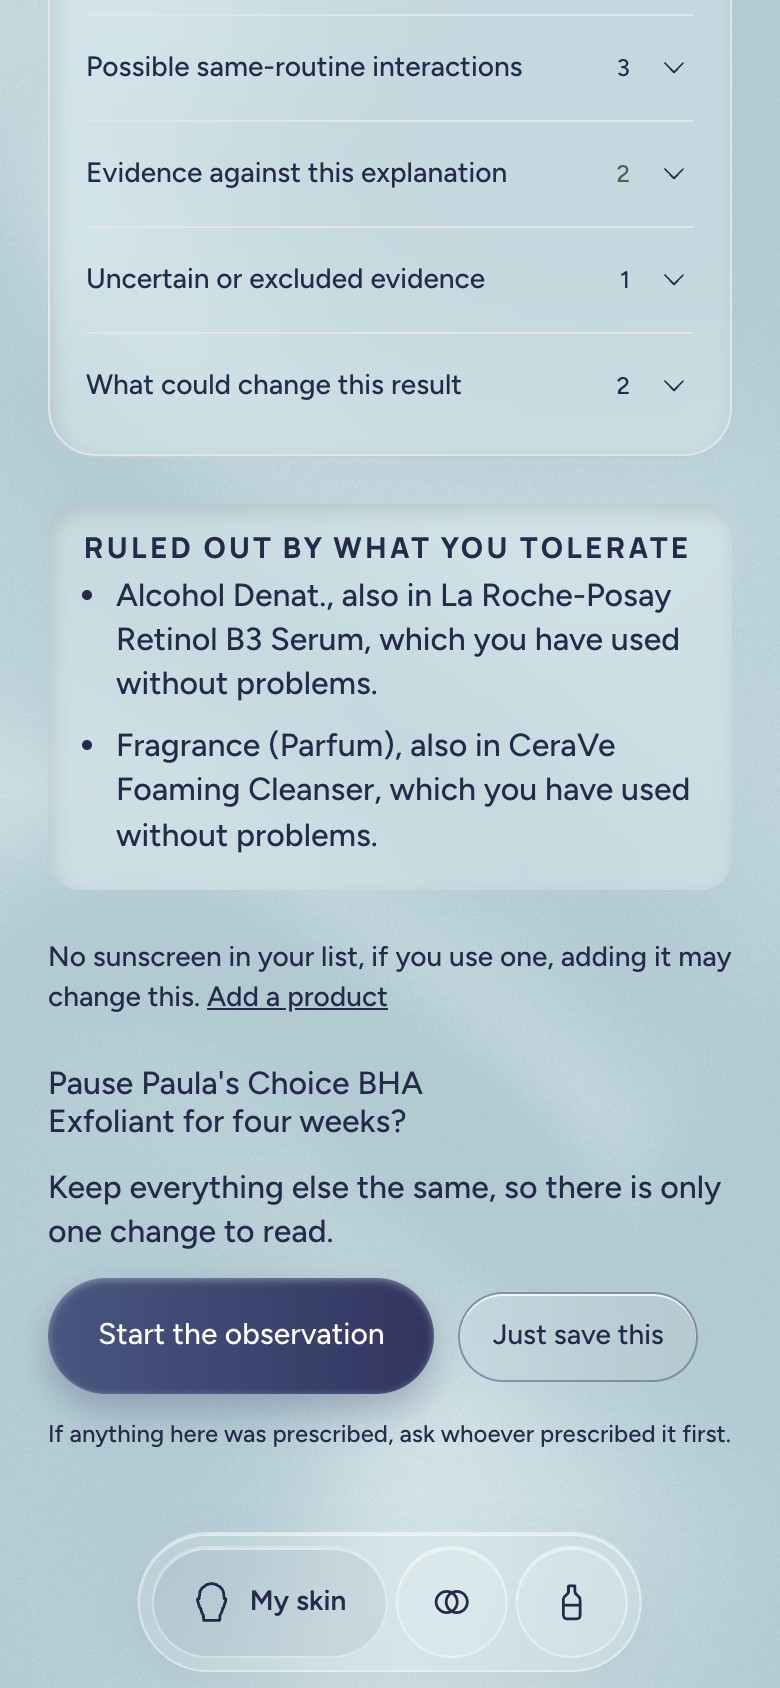 Possible same-routine interactions 3
Evidence against this explanation 2
Uncertain or excluded evidence 1
What could change this result 2
RULED OUT BY WHAT YOU TOLERATE
• Alcohol Denat., also in La Roche-Posay
Retinol B3 Serum, which you have used
without problems.
• Fragrance (Parfum), also in CeraVe
Foaming Cleanser, which you have used
without problems.
No sunscreen in your list, if you use one, adding it may
change this. Add a product
Pause Paula's Choice BHA
Exfoliant for four weeks?
Keep everything else the same, so there is only
one change to read.
Start the observation Just save this
If anything here was prescribed, ask whoever prescribed it first.
My skin